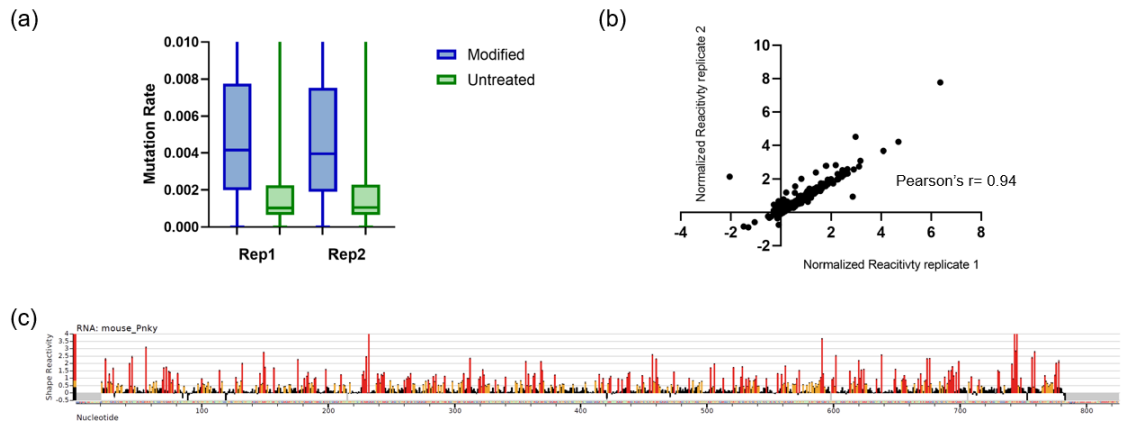 (a)
0.010
0.008
0.006
0.004
0.002
0.000
Mutation Rate
Rep1 Rep2
Modified
Untreated
(b)
Normalized Reacitivty replicate 2
10
8
6
4
2
0
-2
-4 -2 2 4 6 8
Pearson's r= 0.94
Normalized Reacitivty replicate 1
(c)
RNA: mouse_Pnky
Shape Reactivity
4
3.5
3
2.5
2
1.5
1
0.5
0
-0.5
100 200 300 400 500 600 700 800
Nucleotide